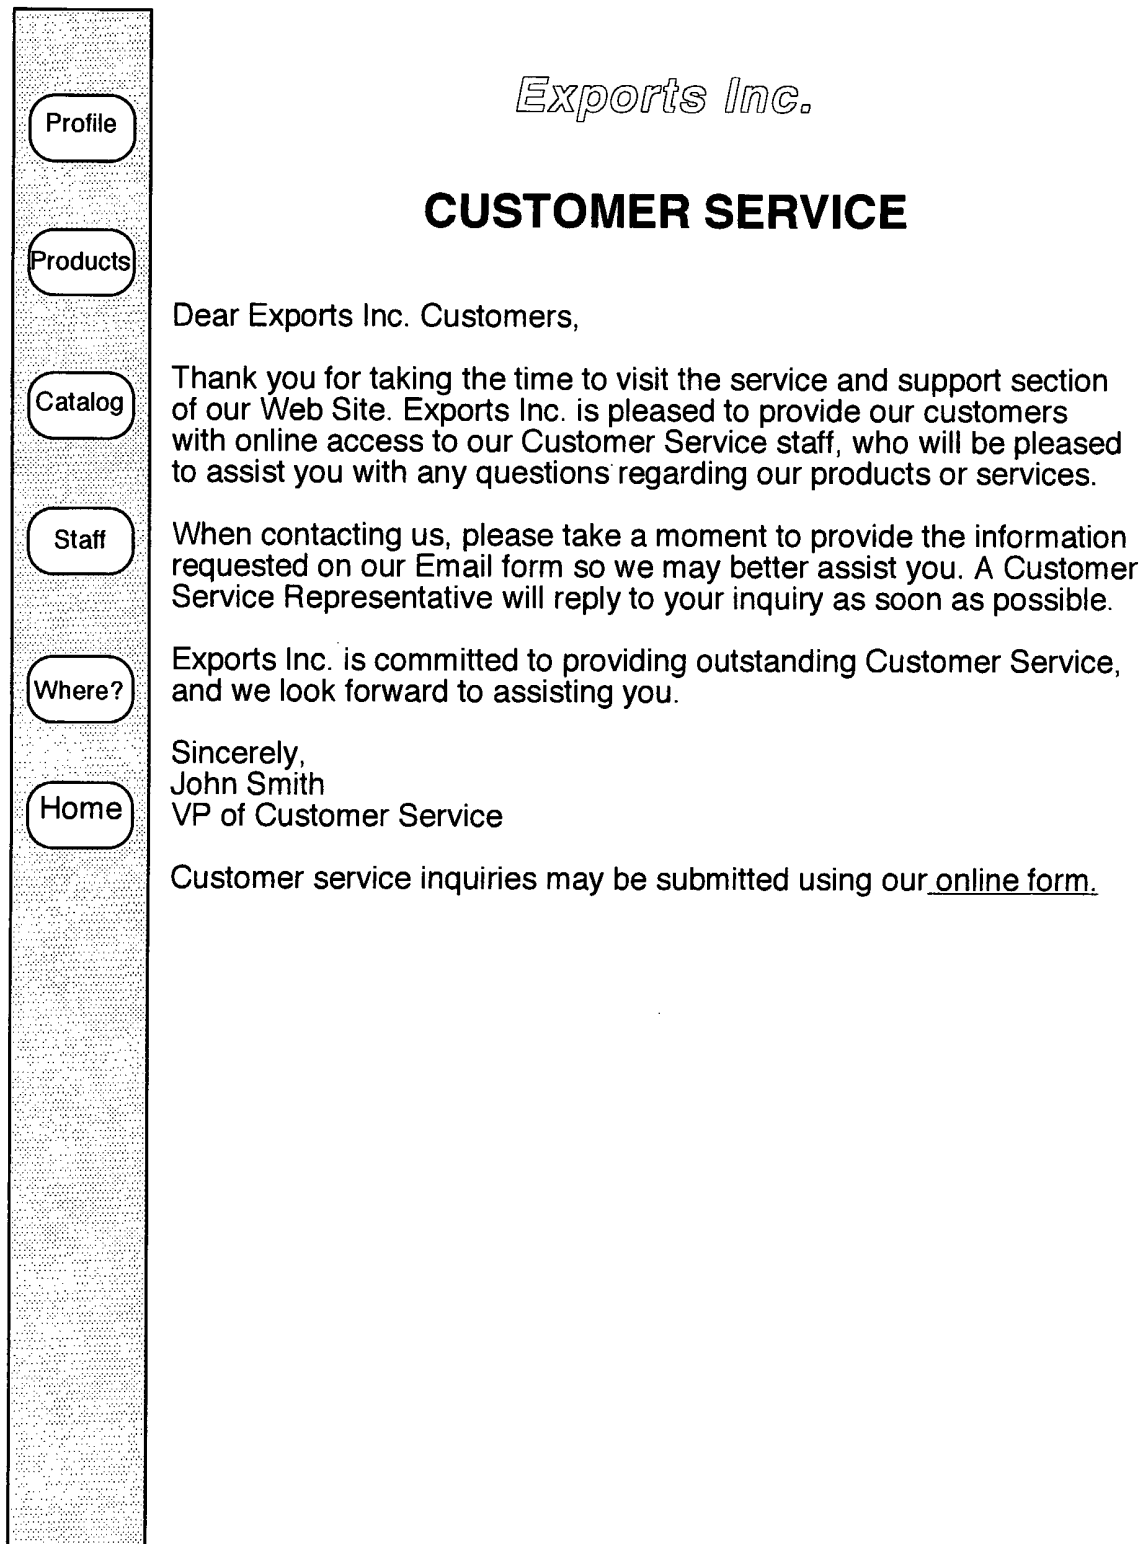 Profile
Products
Catalog
Staff
Where?
Home
Exports Inc.
CUSTOMER SERVICE
Dear Exports Inc. Customers,
Thank you for taking the time to visit the service and support section
of our Web Site. Exports Inc. is pleased to provide our customers
with online access to our Customer Service staff, who will be pleased
to assist you with any questions regarding our products or services.
When contacting us, please take a moment to provide the information
requested on our Email form so we may better assist you. A Customer
Service Representative will reply to your inquiry as soon as possible.
Exports Inc. is committed to providing outstanding Customer Service,
and we look forward to assisting you.
Sincerely,
John Smith
VP of Customer Service
Customer service inquiries may be submitted using our online form.